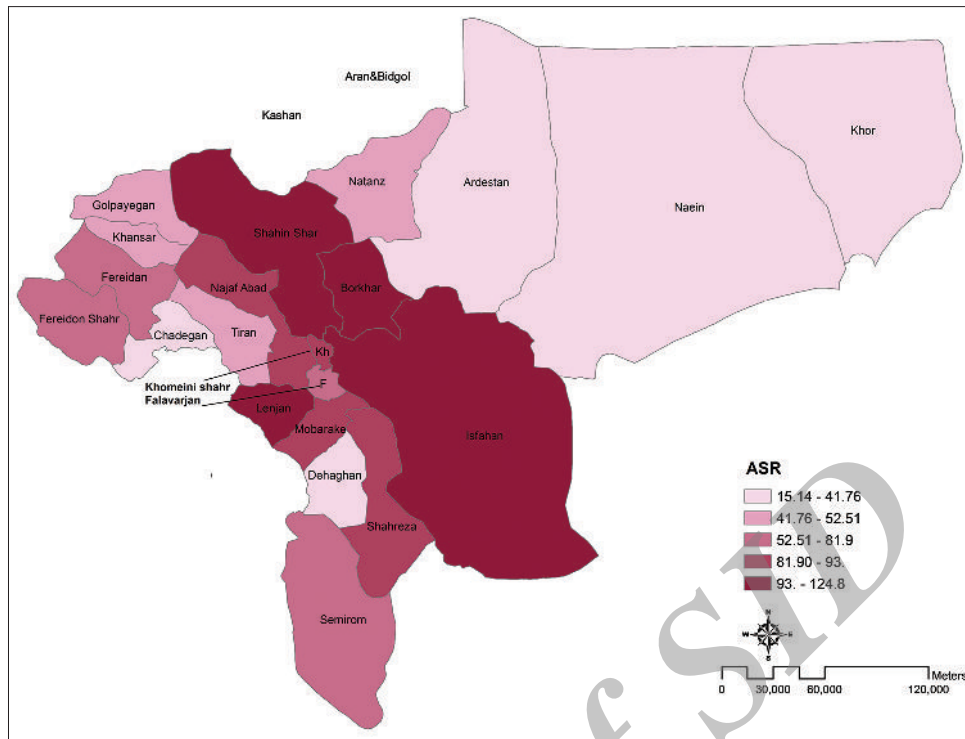 Aran&Bidgol
Kashan
Khor
Natanz
Ardestan
Golpayegan
Naein
Khansar
Shahin Shar
Fereidan
Najaf Abad
Borkhar
Fereidon Shahr
Chadegan
Tiran
Kh
Khomeini shahr
F
Falavarjan
Lenjan
Mobarake
Isfahan
Dehaghan
Shahreza
Semirom
ASR
15.14 - 41.76
41.76 - 52.51
52.51 - 81.9
81.90 - 93.
93. - 124.8
N
W E
S
Meters
0 30,000 60,000 120,000
of SID